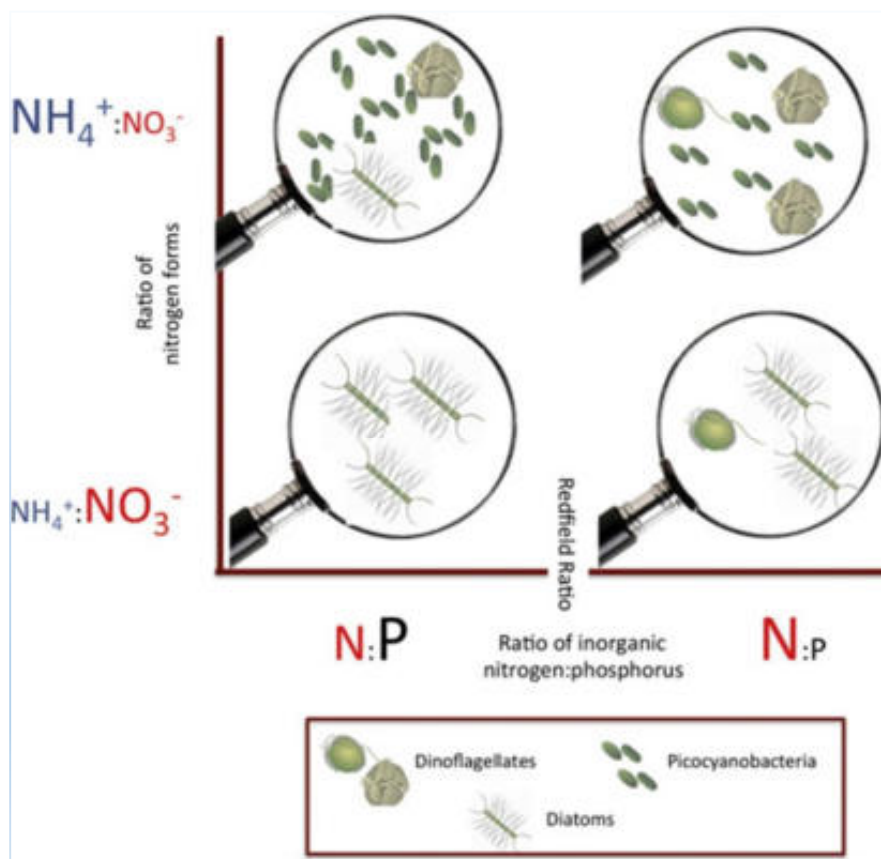 NH₄⁺:NO₃⁻
Ratio of
nitrogen forms
NH₄⁺:NO₃⁻
Redfield Ratio
N:P
Ratio of inorganic
nitrogen:phosphorus
N:P
Dinoflagellates
Picocyanobacteria
Diatoms